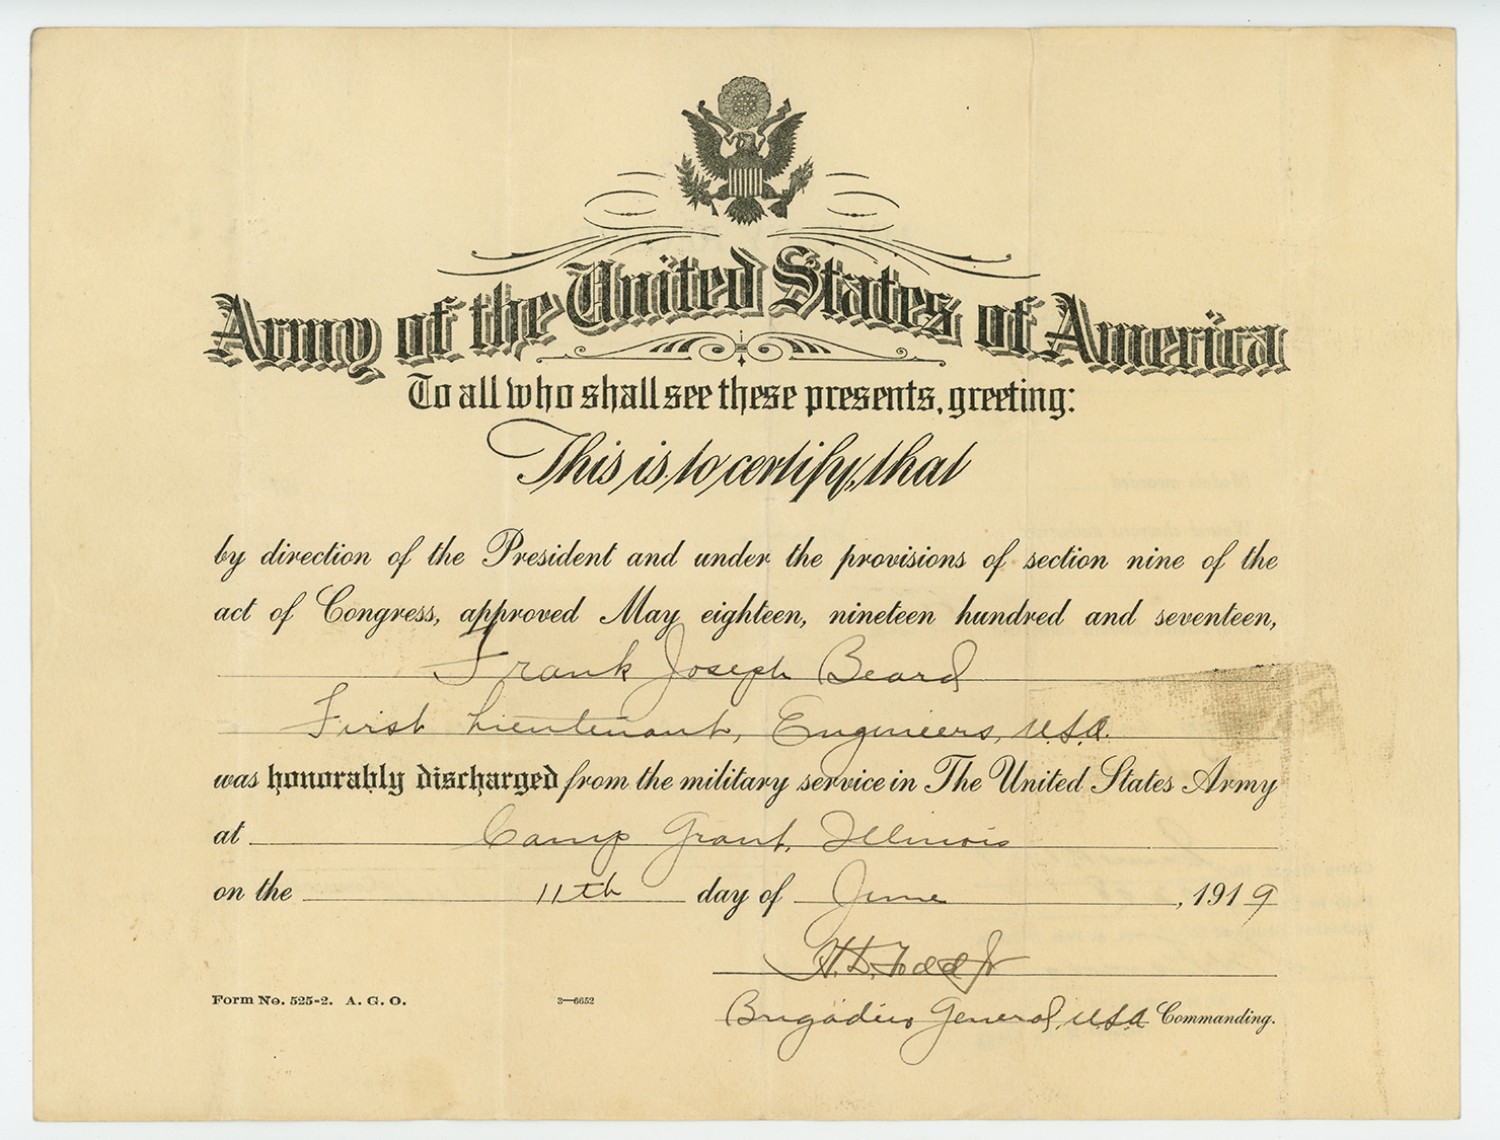 Army of the United States of America
To all who shall see these presents, greeting:
This is to certify, that
by direction of the President and under the provisions of section nine of the
act of Congress, approved May eighteen, nineteen hundred and seventeen,
Frank Joseph Beard
First Lieutenant, Engineers, U.S.A.
was honorably discharged from the military service in The United States Army
at Camp Grant, Illinois
on the 11th day of June, 1919
H.D. Todd Jr
Form No. 525-2. A. G. O. 3—6652
Brigadier General, U.S.A. Commanding.